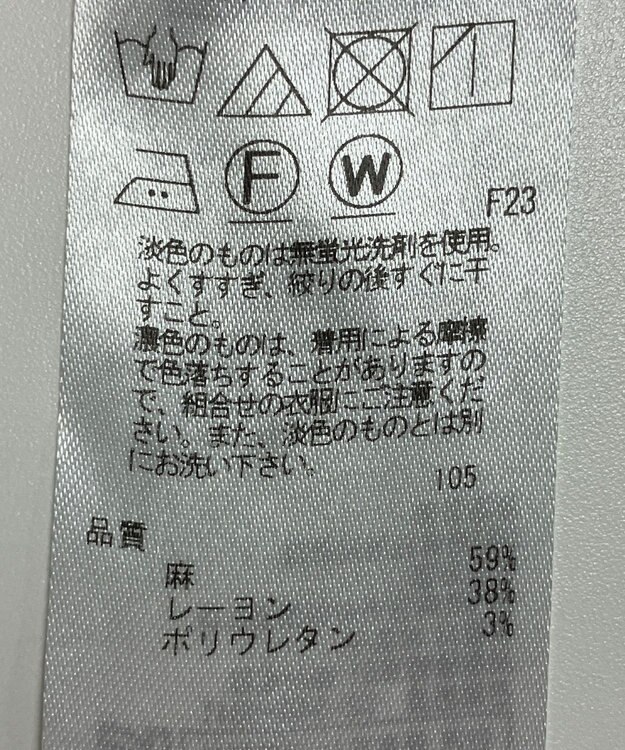 F
W
F23
淡色のものは無蛍光洗剤を使用。
よくすすぎ、絞りの後すぐに干
すこと。
濃色のものは、着用による摩擦
で色落ちすることがありますの
で、組合せの衣服にご注意くだ
さい。また、淡色のものとは別
にお洗い下さい。
105
品質
麻 59%
レーヨン 38%
ポリウレタン 3%